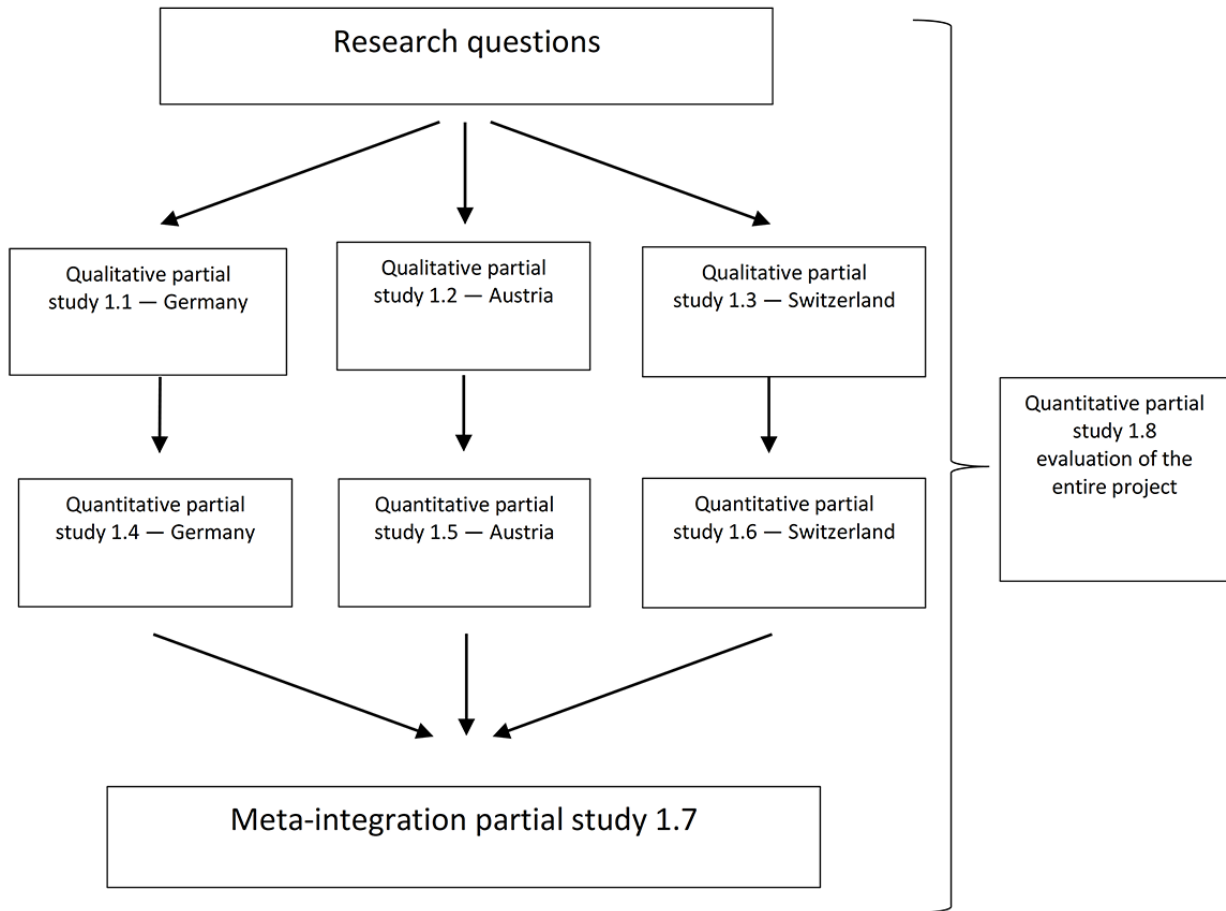 Research questions
Qualitative partial
study 1.1 — Germany
Qualitative partial
study 1.2 — Austria
Qualitative partial
study 1.3 — Switzerland
Quantitative partial
study 1.4 — Germany
Quantitative partial
study 1.5 — Austria
Quantitative partial
study 1.6 — Switzerland
Meta-integration partial study 1.7
Quantitative partial
study 1.8
evaluation of the
entire project